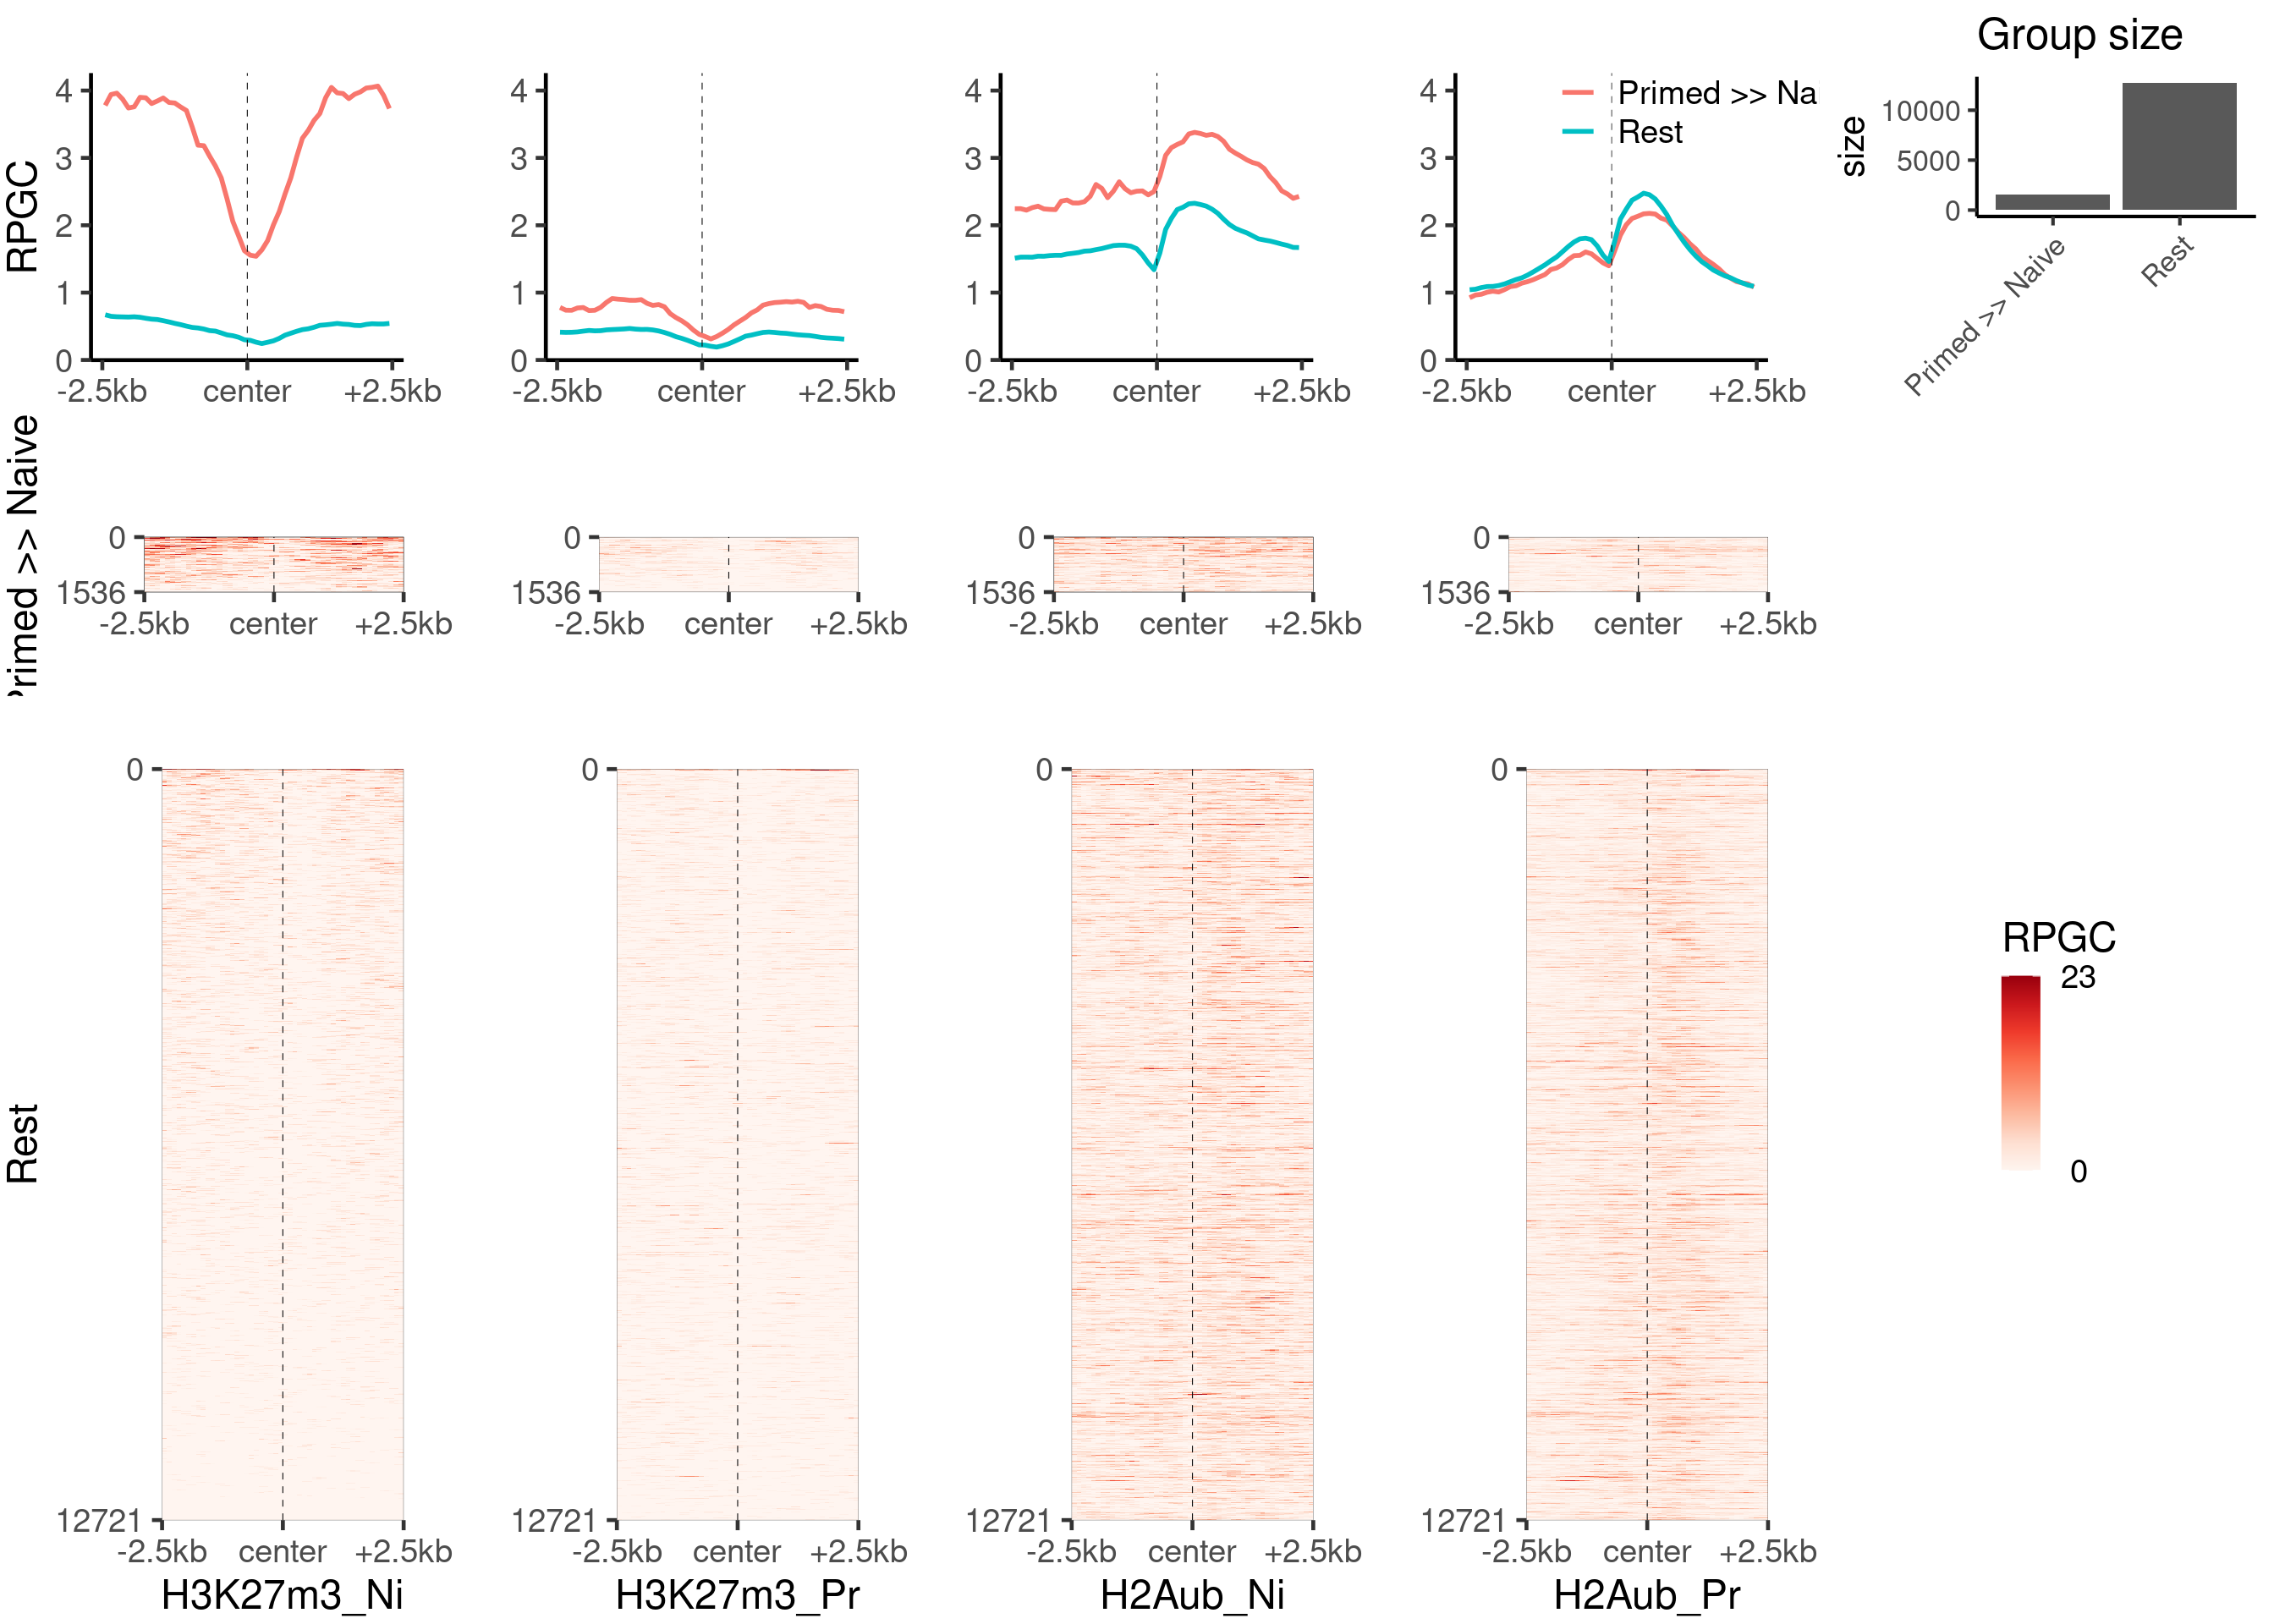 Group size
4
3
2
1
0
RPGC
-2.5kb center +2.5kb
4
3
2
1
0
-2.5kb center +2.5kb
4
3
2
1
0
-2.5kb center +2.5kb
4
3
2
1
0
-2.5kb center +2.5kb
Primed >> Na
Rest
size
10000
5000
0
Primed >> Naive
Rest
Primed >> Naive
0
1536
-2.5kb center +2.5kb
0
1536
-2.5kb center +2.5kb
0
1536
-2.5kb center +2.5kb
0
1536
-2.5kb center +2.5kb
Rest
0
12721
-2.5kb center +2.5kb
H3K27m3_Ni
0
12721
-2.5kb center +2.5kb
H3K27m3_Pr
0
12721
-2.5kb center +2.5kb
H2Aub_Ni
0
12721
-2.5kb center +2.5kb
H2Aub_Pr
RPGC
23
0